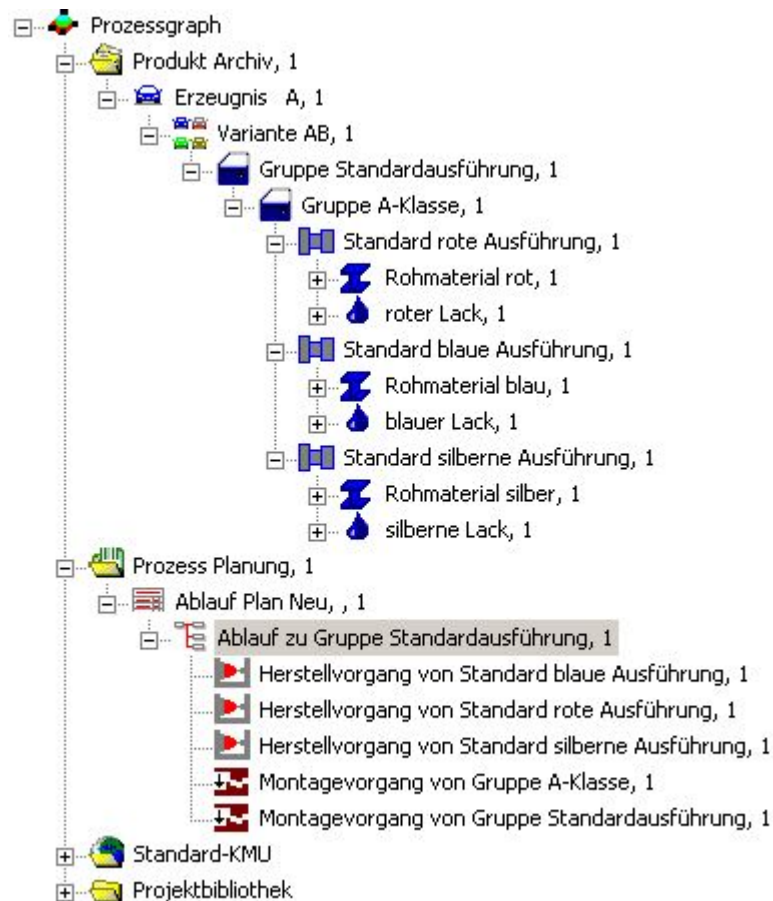 Prozessgraph
Produkt Archiv, 1
Erzeugnis A, 1
Variante AB, 1
Gruppe Standardausführung, 1
Gruppe A-Klasse, 1
Standard rote Ausführung, 1
Rohmaterial rot, 1
roter Lack, 1
Standard blaue Ausführung, 1
Rohmaterial blau, 1
blauer Lack, 1
Standard silberne Ausführung, 1
Rohmaterial silber, 1
silberne Lack, 1
Prozess Planung, 1
Ablauf Plan Neu, , 1
Ablauf zu Gruppe Standardausführung, 1
Herstellvorgang von Standard blaue Ausführung, 1
Herstellvorgang von Standard rote Ausführung, 1
Herstellvorgang von Standard silberne Ausführung, 1
Montagevorgang von Gruppe A-Klasse, 1
Montagevorgang von Gruppe Standardausführung, 1
Standard-KMU
Projektbibliothek